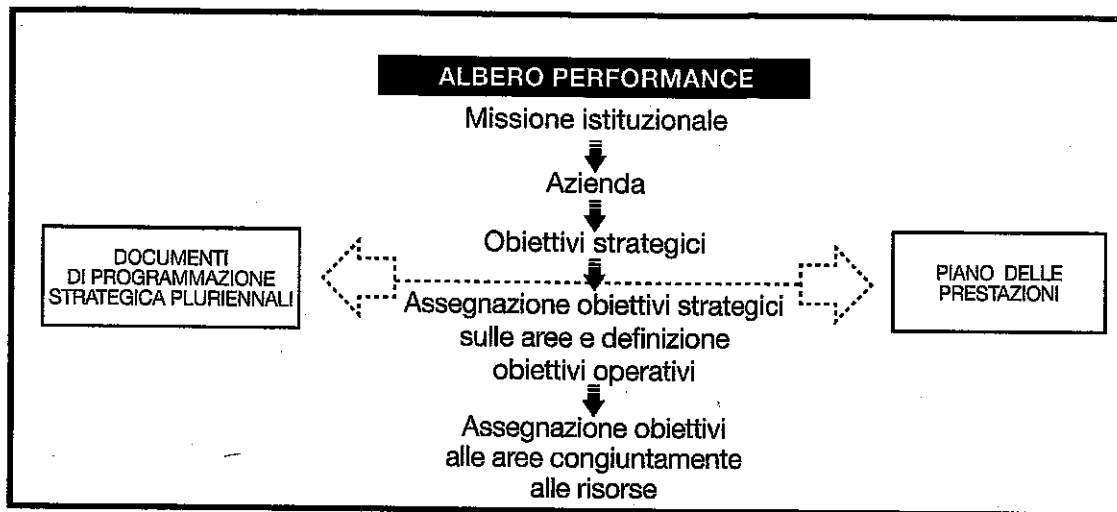 ALBERO PERFORMANCE
Missione istituzionale
Azienda
Obiettivi strategici
DOCUMENTI
DI PROGRAMMAZIONE
STRATEGICA PLURIENNALI
PIANO DELLE
PRESTAZIONI
Assegnazione obiettivi strategici
sulle aree e definizione
obiettivi operativi
Assegnazione obiettivi
alle aree congiuntamente
alle risorse